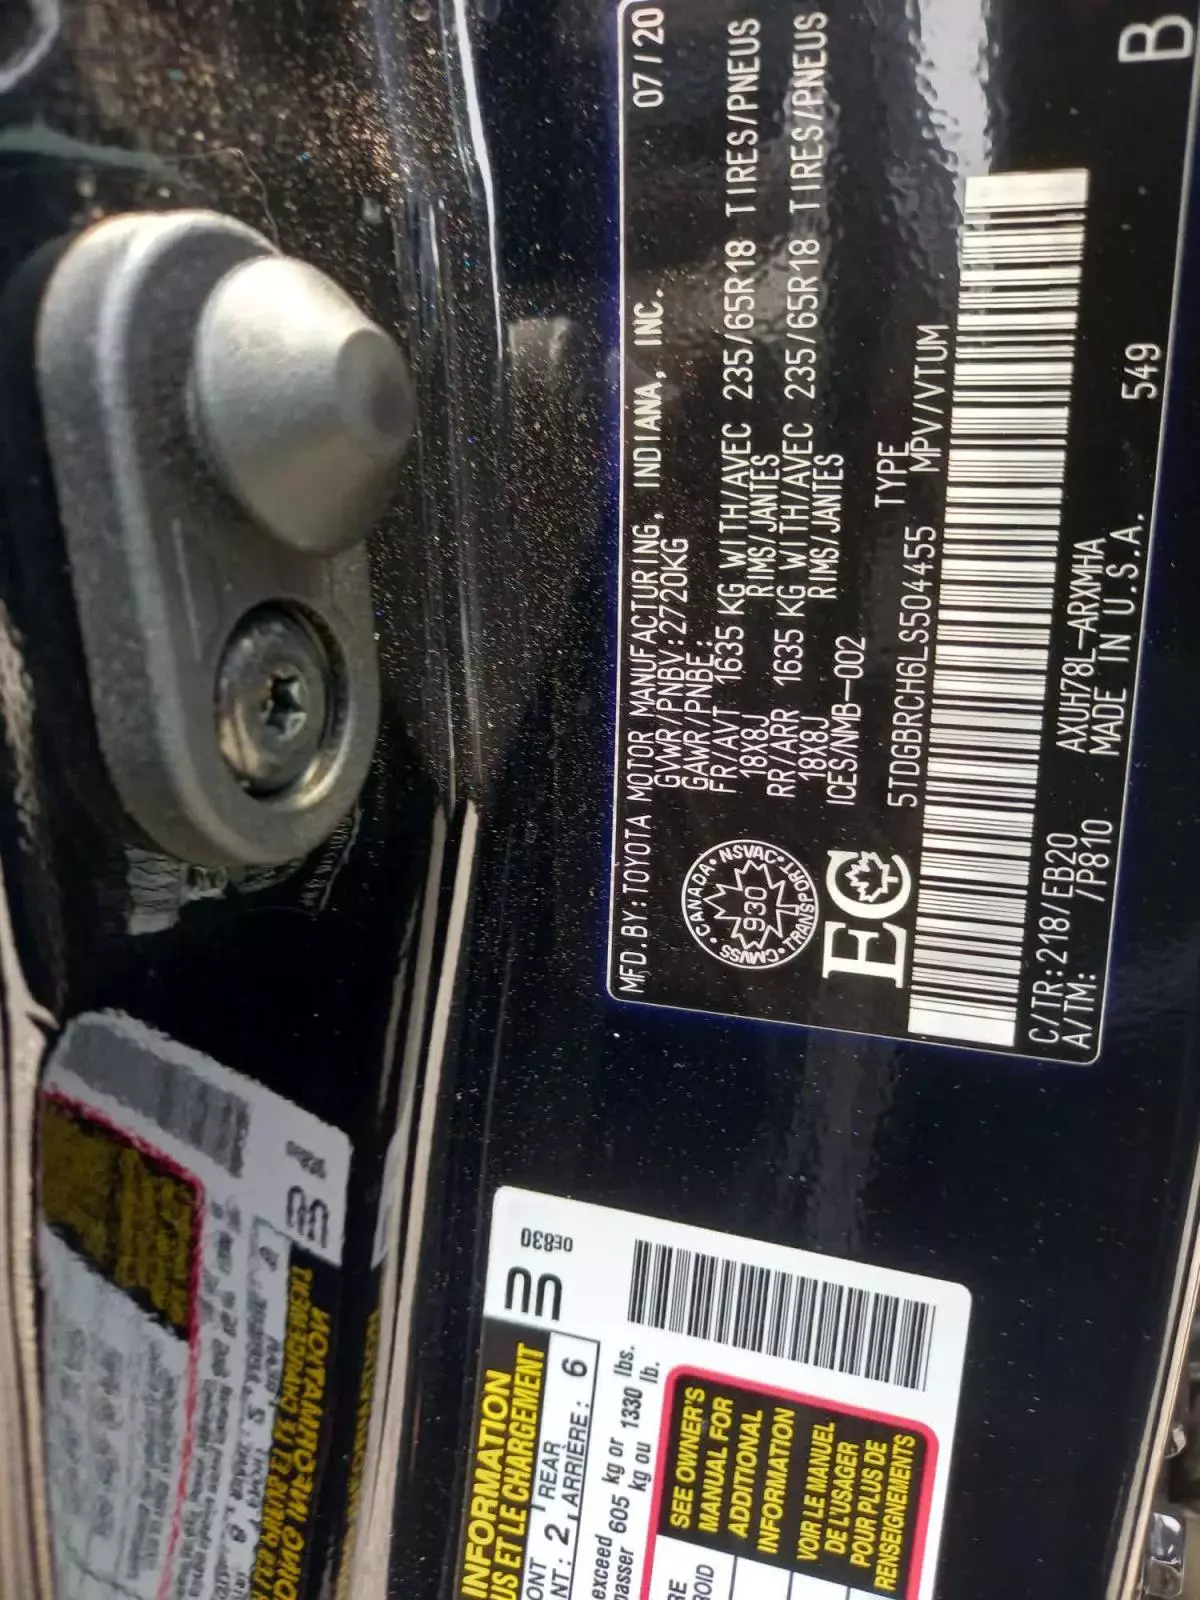 MFD.BY:TOYOTA MOTOR MANUFACTURING, INDIANA, INC. 07/20
GVWR/PNBV:2720KG
GAWR/PNBE:
FR/AVT 1635 KG WITH/AVEC 235/65R18 TIRES/PNEUS
18X8J RIMS/JANTES
RR/ARR 1635 KG WITH/AVEC 235/65R18 TIRES/PNEUS
18X8J RIMS/JANTES
ICES/NMB-002
CANADA • NSVAC • TRANSPORT • CMVSS
930
EC
5TDGBRCH6LS504455 TYPE MPV/VTUM
C/TR:218/EB20 AXUH78L-ARXMHA
A/TM: /P810 MADE IN U.S.A. 549 B
0E830
INFORMATION
US ET LE CHARGEMENT
ONT 2 REAR 6
NT: ARRIÈRE:
exceed 605 kg or 1330 lbs.
passer kg ou lb.
SEE OWNER'S
MANUAL FOR
ADDITIONAL
INFORMATION
VOIR LE MANUEL
DE L'USAGER
POUR PLUS DE
RENSEIGNEMENTS
RE
ROID